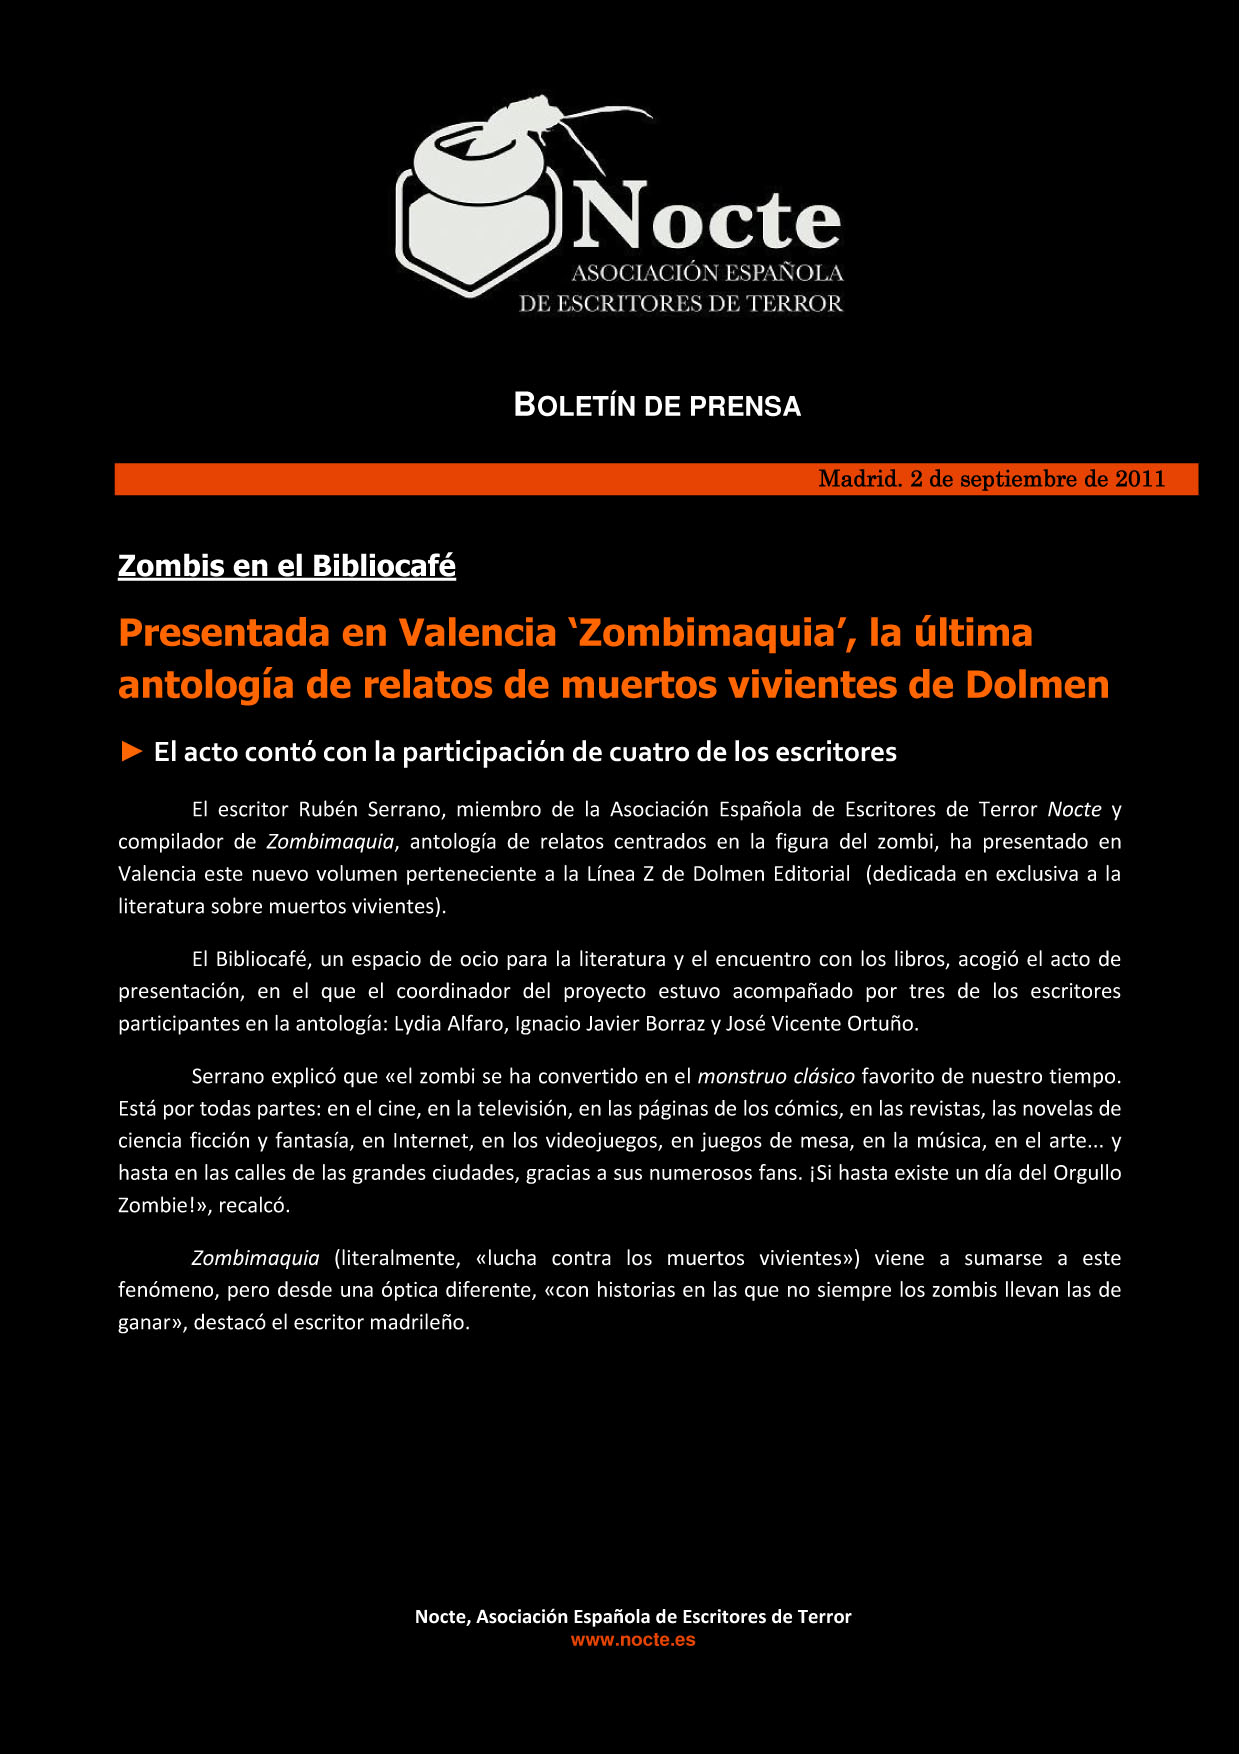 Nocte
ASOCIACIÓN ESPAÑOLA
DE ESCRITORES DE TERROR
BOLETÍN DE PRENSA
Madrid. 2 de septiembre de 2011
Zombis en el Bibliocafé
Presentada en Valencia ‘Zombimaquia’, la última
antología de relatos de muertos vivientes de Dolmen
► El acto contó con la participación de cuatro de los escritores
El escritor Rubén Serrano, miembro de la Asociación Española de Escritores de Terror Nocte y
compilador de Zombimaquia, antología de relatos centrados en la figura del zombi, ha presentado en
Valencia este nuevo volumen perteneciente a la Línea Z de Dolmen Editorial (dedicada en exclusiva a la
literatura sobre muertos vivientes).
El Bibliocafé, un espacio de ocio para la literatura y el encuentro con los libros, acogió el acto de
presentación, en el que el coordinador del proyecto estuvo acompañado por tres de los escritores
participantes en la antología: Lydia Alfaro, Ignacio Javier Borraz y José Vicente Ortuño.
Serrano explicó que «el zombi se ha convertido en el monstruo clásico favorito de nuestro tiempo.
Está por todas partes: en el cine, en la televisión, en las páginas de los cómics, en las revistas, las novelas de
ciencia ficción y fantasía, en Internet, en los videojuegos, en juegos de mesa, en la música, en el arte... y
hasta en las calles de las grandes ciudades, gracias a sus numerosos fans. ¡Si hasta existe un día del Orgullo
Zombie!», recalcó.
Zombimaquia (literalmente, «lucha contra los muertos vivientes») viene a sumarse a este
fenómeno, pero desde una óptica diferente, «con historias en las que no siempre los zombis llevan las de
ganar», destacó el escritor madrileño.
Nocte, Asociación Española de Escritores de Terror
www.nocte.es